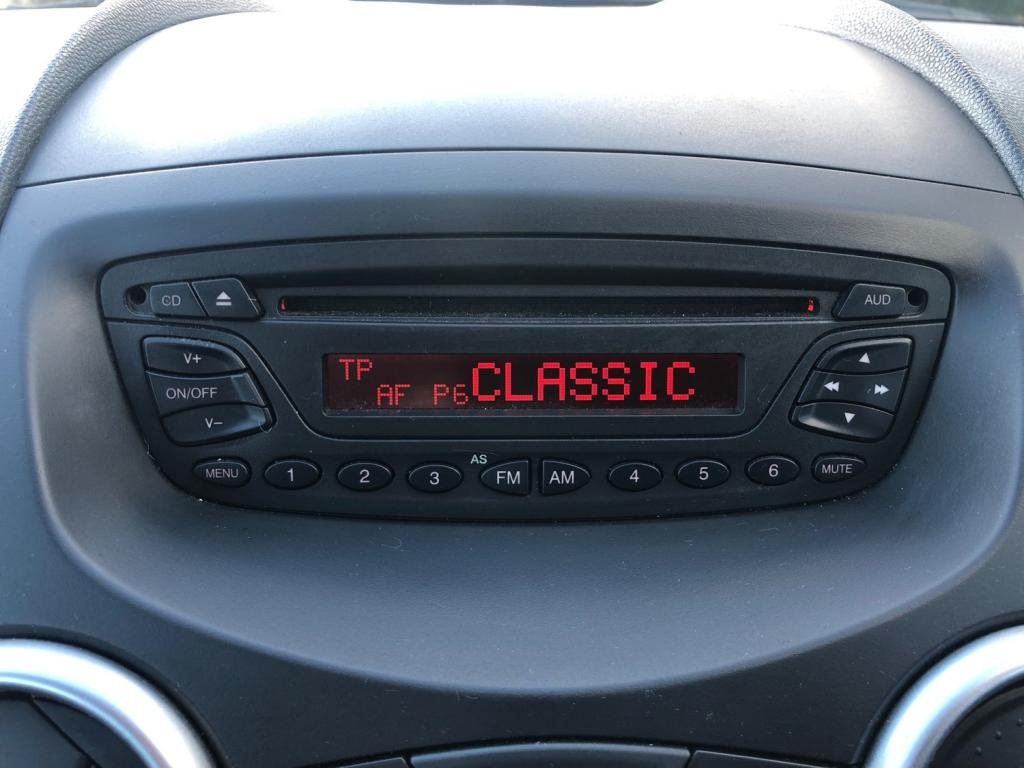 CD
AUD
V+
ON/OFF
V–
TP
AF P6 CLASSIC
AS
MENU 1 2 3 FM AM 4 5 6 MUTE